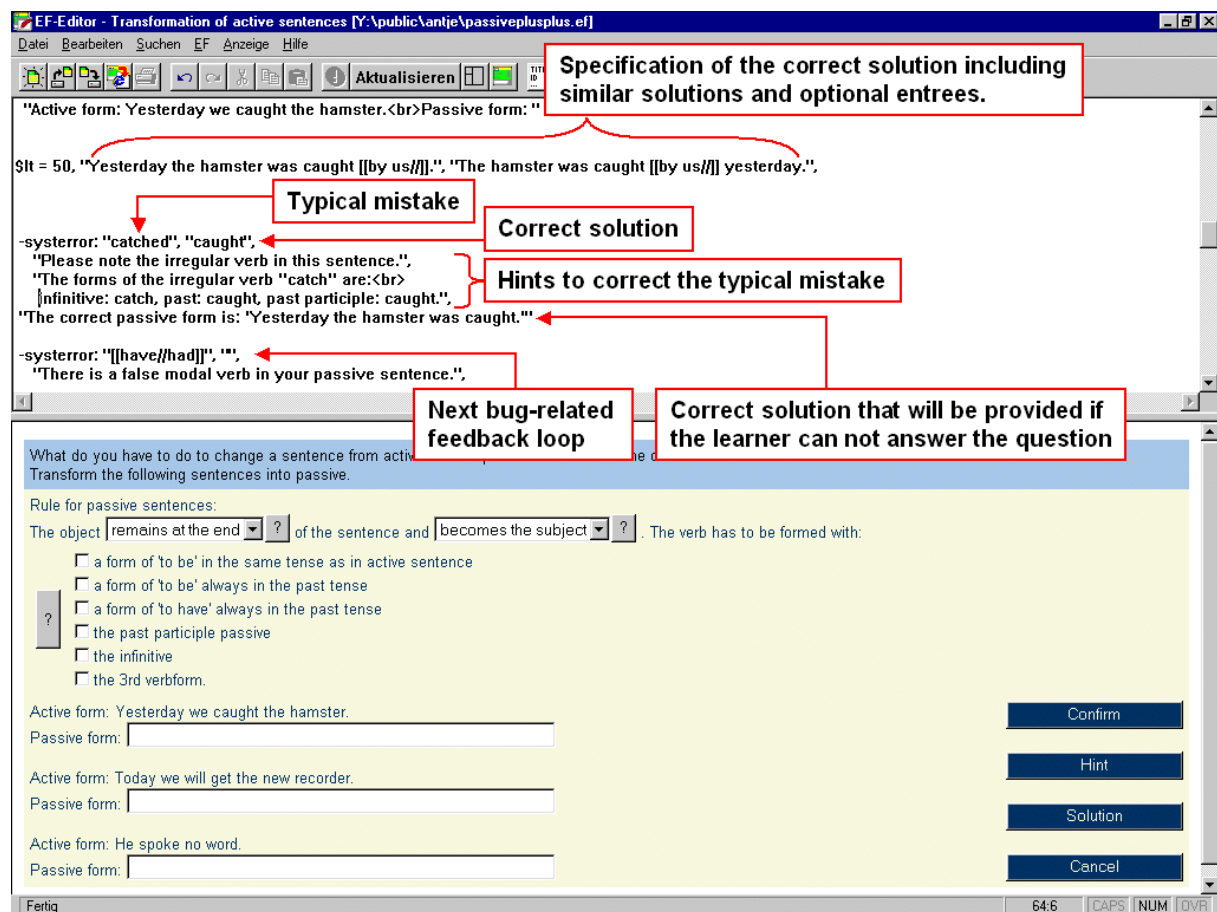 EF-Editor - Transformation of active sentences [Y:\public\antje\passiveplusplus.ef]
Datei Bearbeiten Suchen EF Anzeige Hilfe
Aktualisieren
Specification of the correct solution including
similar solutions and optional entrees.
"Active form: Yesterday we caught the hamster.<br>Passive form: "
$lt = 50, "Yesterday the hamster was caught [[by us//]].", "The hamster was caught [[by us//]] yesterday.",
Typical mistake
Correct solution
-systerror: "catched", "caught",
"Please note the irregular verb in this sentence.",
"The forms of the irregular verb "catch" are:<br>
infinitive: catch, past: caught, past participle: caught.",
Hints to correct the typical mistake
"The correct passive form is: 'Yesterday the hamster was caught.'"
-systerror: "[[have//had]]", "",
"There is a false modal verb in your passive sentence.",
Next bug-related
feedback loop
Correct solution that will be provided if
the learner can not answer the question
What do you have to do to change a sentence from
Transform the following sentences into passive.
Rule for passive sentences:
The object remains at the end ? of the sentence and becomes the subject ? . The verb has to be formed with:
a form of 'to be' in the same tense as in active sentence
a form of 'to be' always in the past tense
a form of 'to have' always in the past tense
?
the past participle passive
the infinitive
the 3rd verbform.
Active form: Yesterday we caught the hamster.
Passive form:
Active form: Today we will get the new recorder.
Passive form:
Active form: He spoke no word.
Passive form:
Confirm
Hint
Solution
Cancel
Fertig 64:6 CAPS NUM OVR